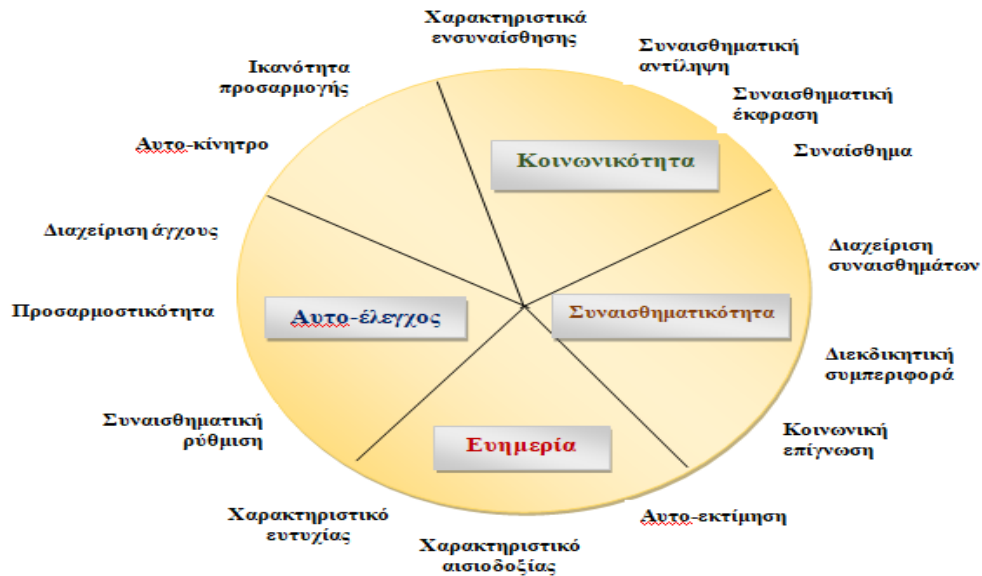 Χαρακτηριστικά
ενσυναίσθησης
Συναισθηματική
αντίληψη
Συναισθηματική
έκφραση
Συναίσθημα
Διαχείριση
συναισθημάτων
Διεκδικητική
συμπεριφορά
Κοινωνική
επίγνωση
Αυτο-εκτίμηση
Χαρακτηριστικό
αισιοδοξίας
Χαρακτηριστικό
ευτυχίας
Συναισθηματική
ρύθμιση
Προσαρμοστικότητα
Διαχείριση άγχους
Αυτο-κίνητρο
Ικανότητα
προσαρμογής
Κοινωνικότητα
Συναισθηματικότητα
Ευημερία
Αυτο-έλεγχος